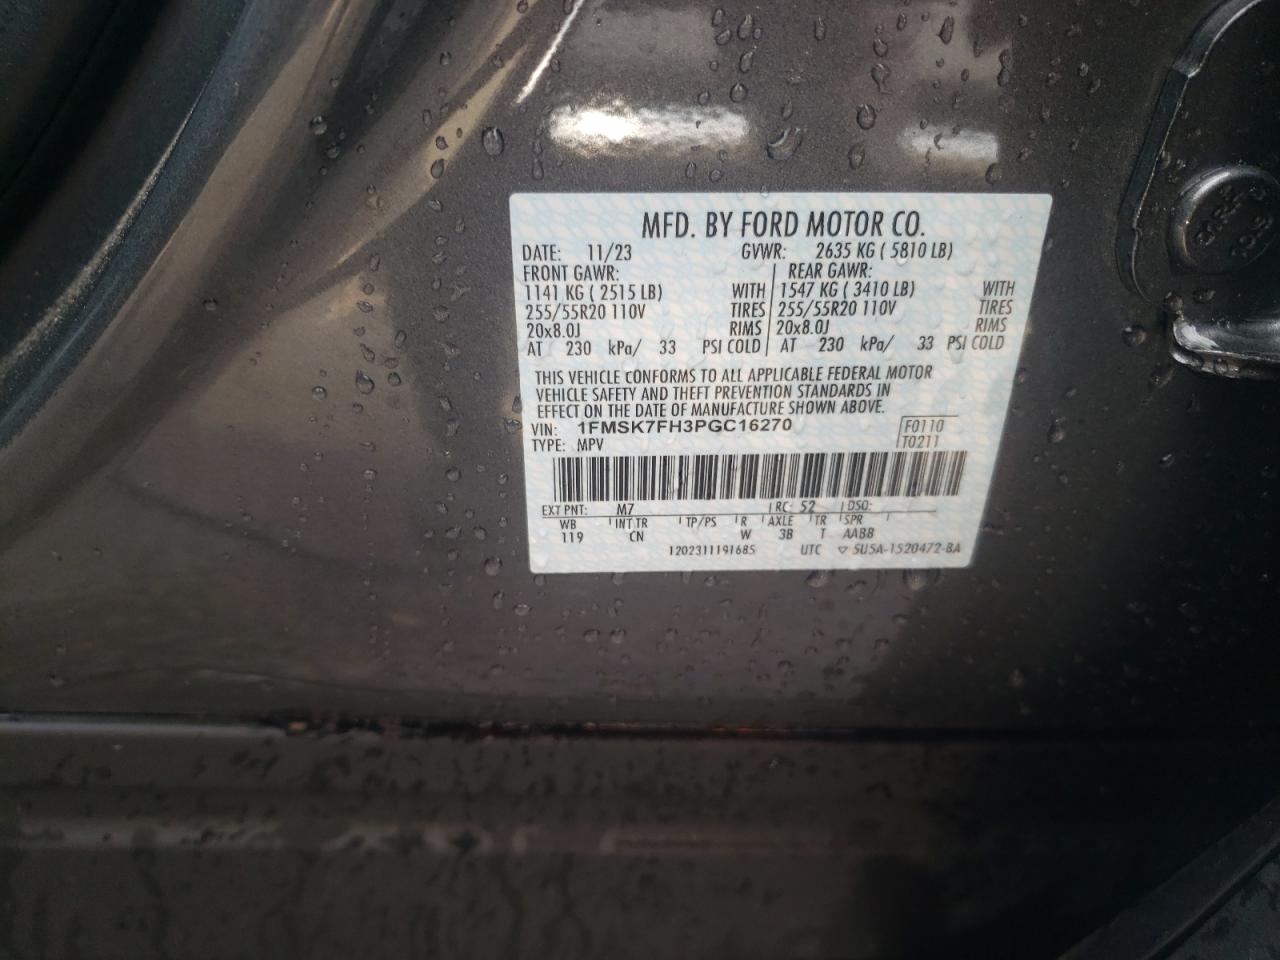 MFD. BY FORD MOTOR CO.
DATE: 11/23 GVWR: 2635 KG ( 5810 LB)
FRONT GAWR: REAR GAWR:
1141 KG ( 2515 LB) WITH 1547 KG ( 3410 LB) WITH
255/55R20 110V TIRES 255/55R20 110V TIRES
20x8.0J RIMS 20x8.0J RIMS
AT 230 kPa/ 33 PSI COLD AT 230 kPa/ 33 PSI COLD
THIS VEHICLE CONFORMS TO ALL APPLICABLE FEDERAL MOTOR
VEHICLE SAFETY AND THEFT PREVENTION STANDARDS IN
EFFECT ON THE DATE OF MANUFACTURE SHOWN ABOVE.
VIN: 1FMSK7FH3PGC16270 F0110
TYPE: MPV T0211
EXT PNT: M7 RC: 52 DSO:
WB INT TR TP/PS R AXLE TR SPR
119 CN W 3B T AABB
120231119168S UTC ▽ 5U5A-1520472-BA